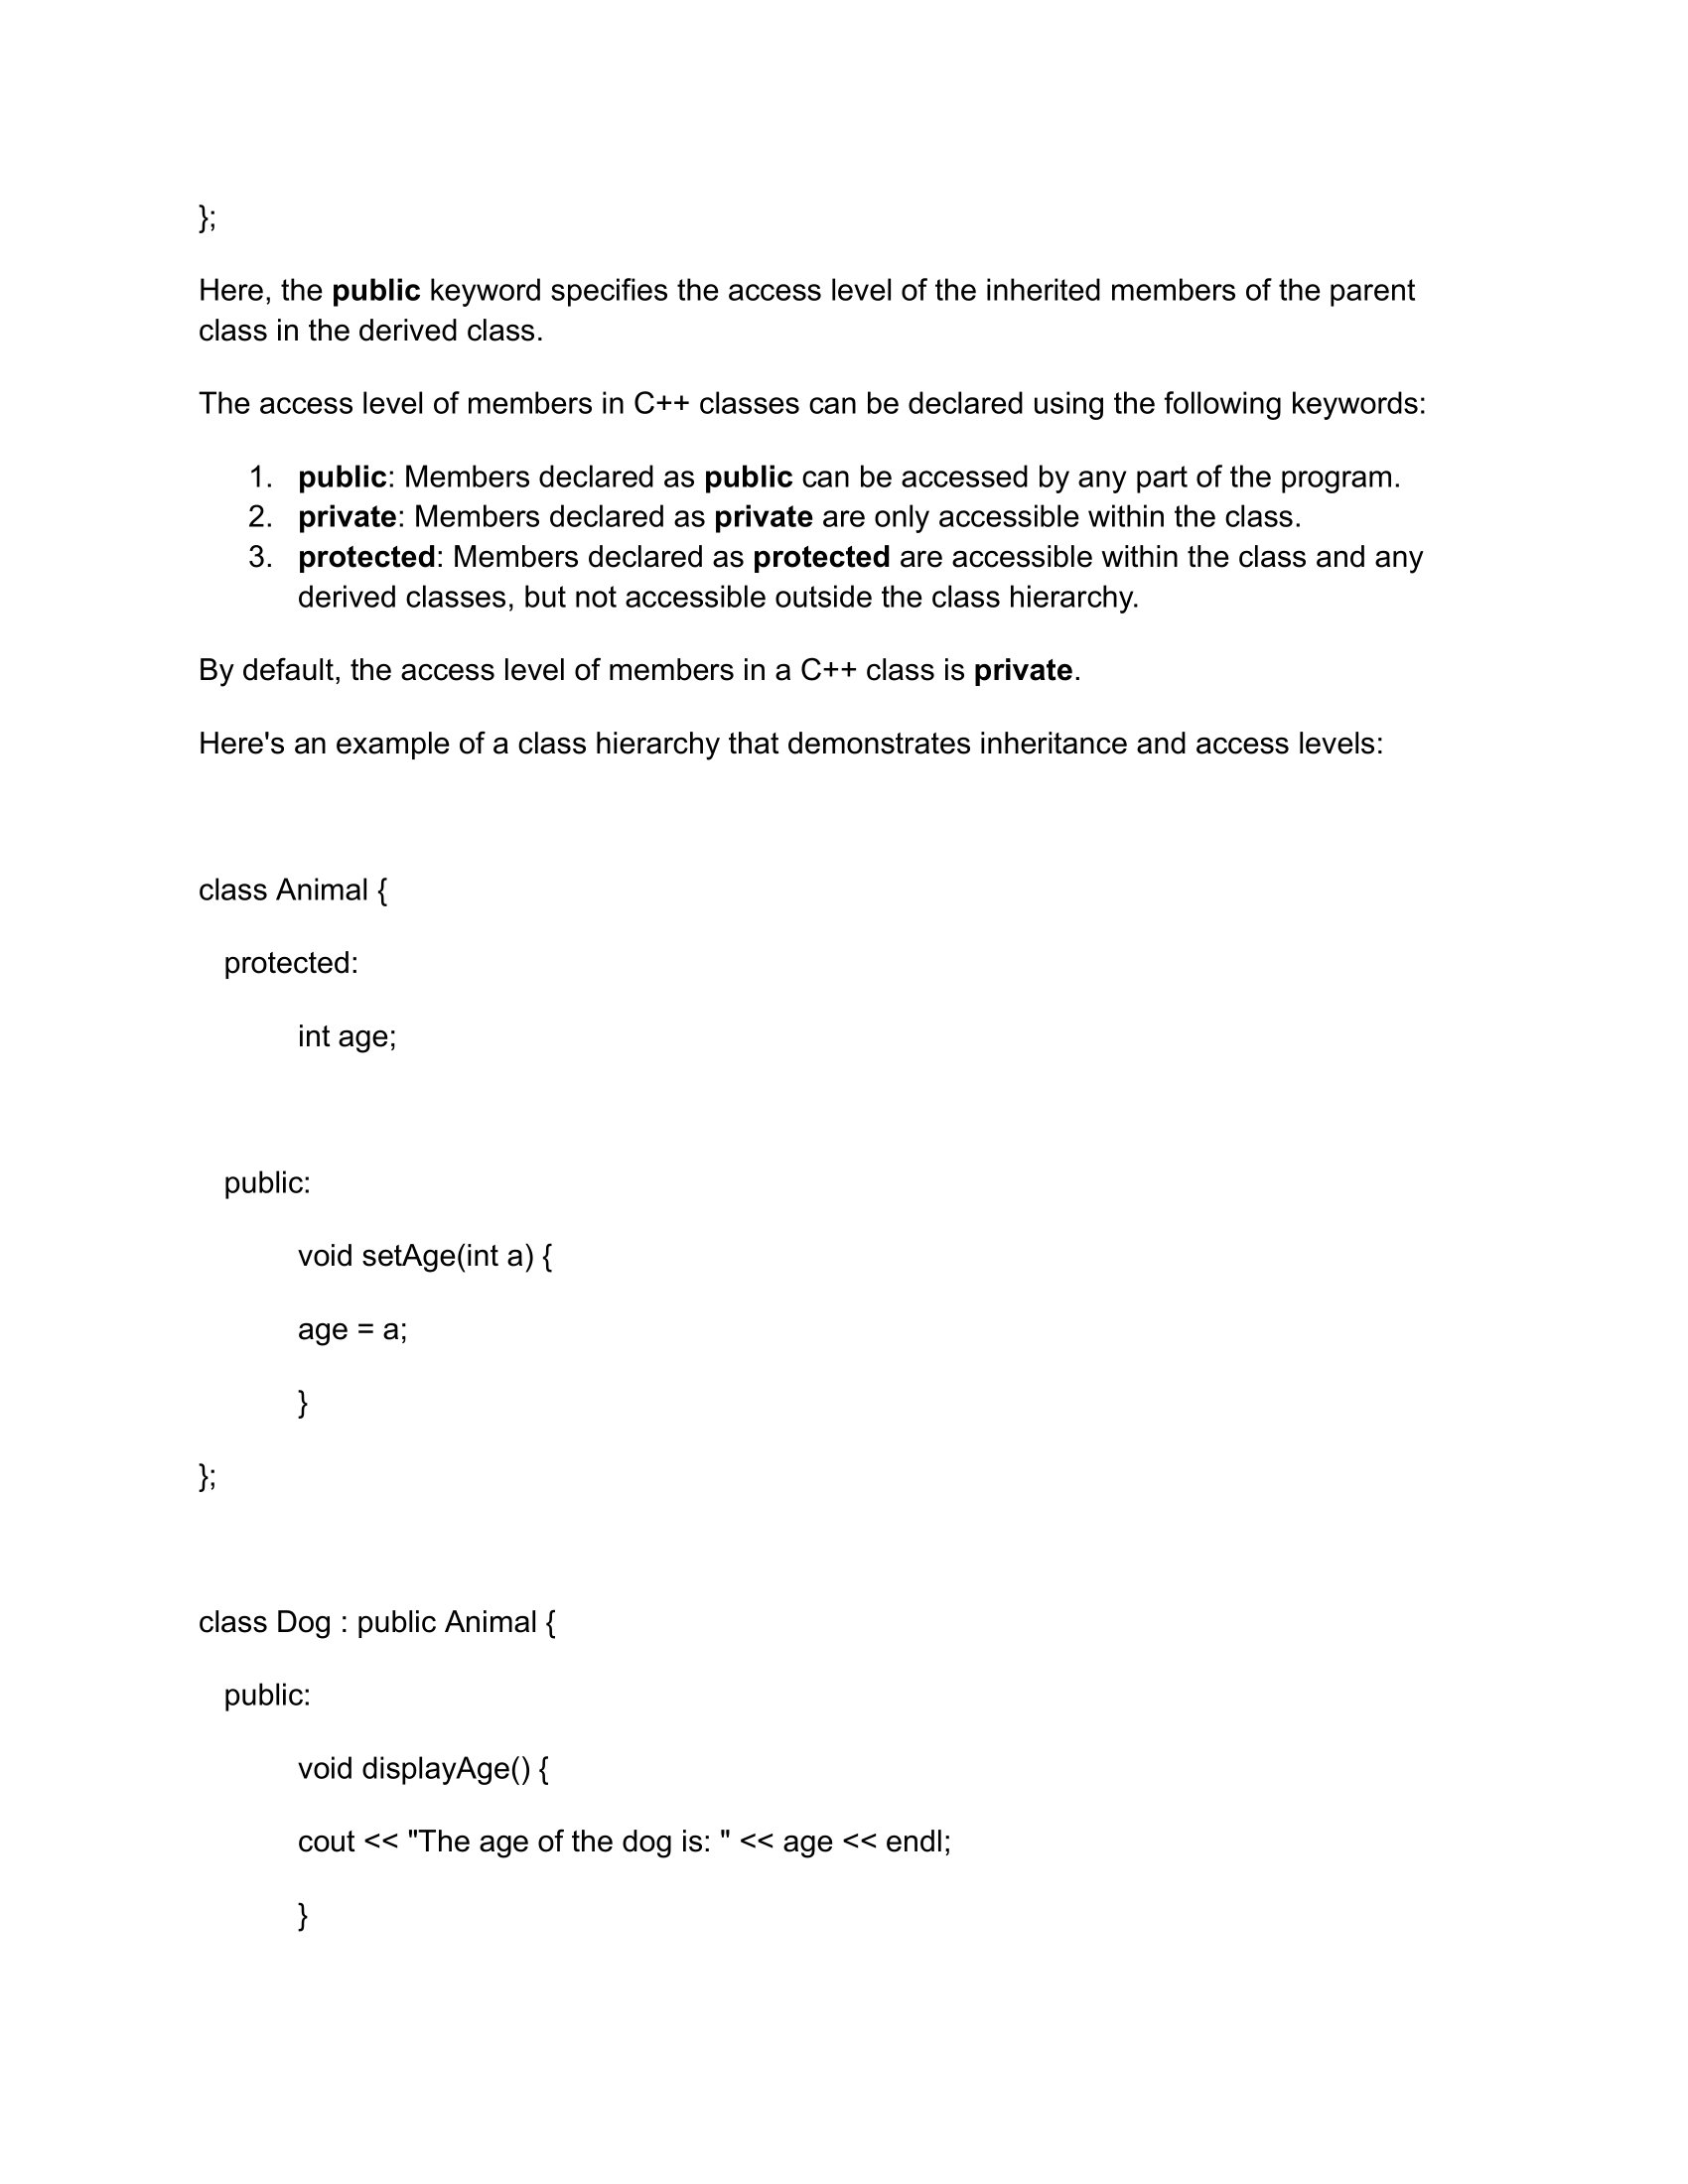 };
Here, the public keyword specifies the access level of the inherited members of the parent
class in the derived class.
The access level of members in C++ classes can be declared using the following keywords:
1. public: Members declared as public can be accessed by any part of the program.
2. private: Members declared as private are only accessible within the class.
3. protected: Members declared as protected are accessible within the class and any
derived classes, but not accessible outside the class hierarchy.
By default, the access level of members in a C++ class is private.
Here's an example of a class hierarchy that demonstrates inheritance and access levels:
class Animal {
protected:
int age;
public:
void setAge(int a) {
age = a;
}
};
class Dog : public Animal {
public:
void displayAge() {
cout << "The age of the dog is: " << age << endl;
}